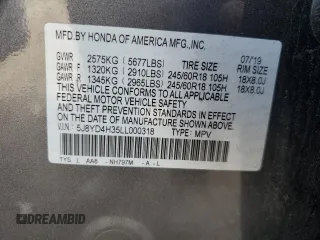 MFD.BY HONDA OF AMERICA MFG.,INC.
07/19
GVWR 2575KG (5677LBS) TIRE SIZE RIM SIZE
GAWR F 1320KG (2910LBS) 245/60R18 105H 18X8.0J
GAWR R 1345KG (2965LBS) 245/60R18 105H 18X8.0J
THIS VEHICLE CONFORMS TO ALL APPLICABLE
FEDERAL MOTOR VEHICLE SAFETY, BUMPER, AND
THEFT PREVENTION STANDARDS IN EFFECT ON THE
DATE OF MANUFACTURE SHOWN ABOVE.
5J8YD4H35LL000318 TYPE: MPV
TYS L AA8 - NH797M - A - L
DREAMBID